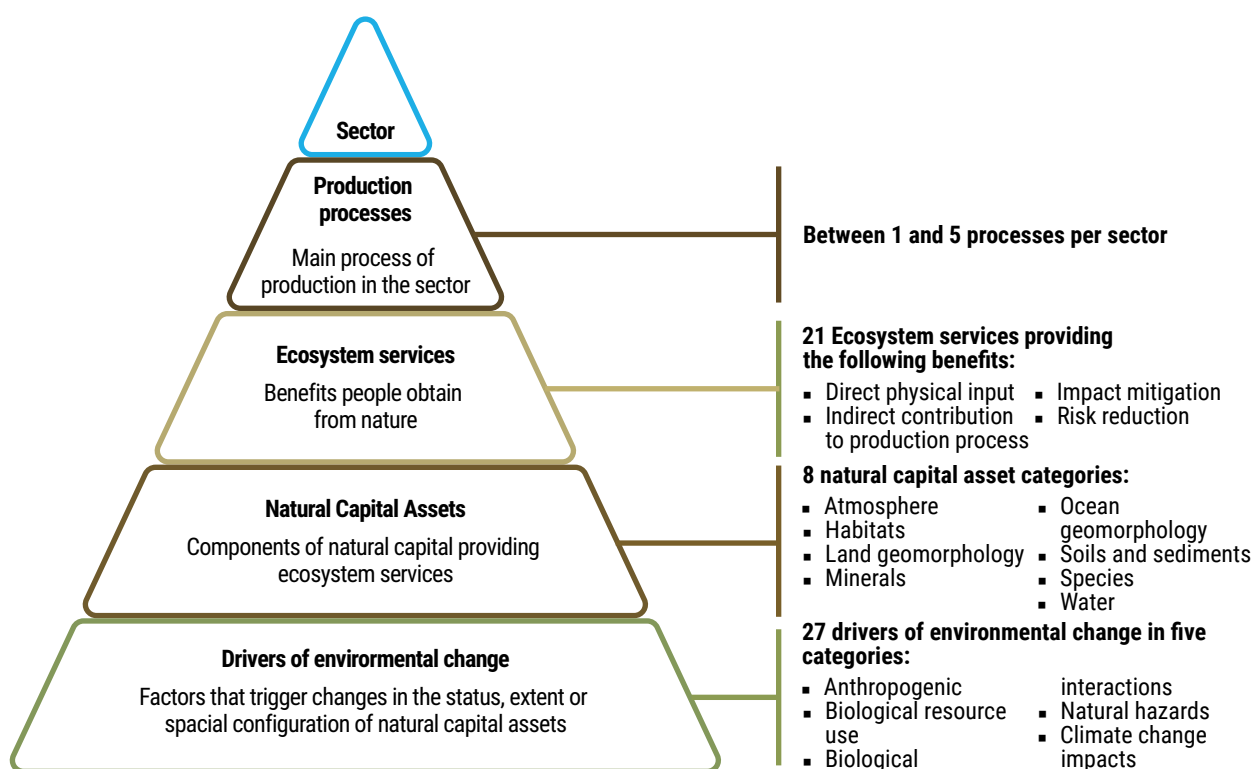 Sector
Production
processes
Main process of
production in the sector
Between 1 and 5 processes per sector
Ecosystem services
Benefits people obtain
from nature
21 Ecosystem services providing
the following benefits:
▪ Direct physical input
▪ Indirect contribution
to production process
▪ Impact mitigation
▪ Risk reduction
Natural Capital Assets
Components of natural capital providing
ecosystem services
8 natural capital asset categories:
▪ Atmosphere
▪ Habitats
▪ Land geomorphology
▪ Minerals
▪ Ocean
geomorphology
▪ Soils and sediments
▪ Species
▪ Water
Drivers of envirormental change
Factors that trigger changes in the status, extent or
spacial configuration of natural capital assets
27 drivers of environmental change in five
categories:
▪ Anthropogenic
▪ Biological resource
use
▪ Biological
interactions
▪ Natural hazards
▪ Climate change
impacts